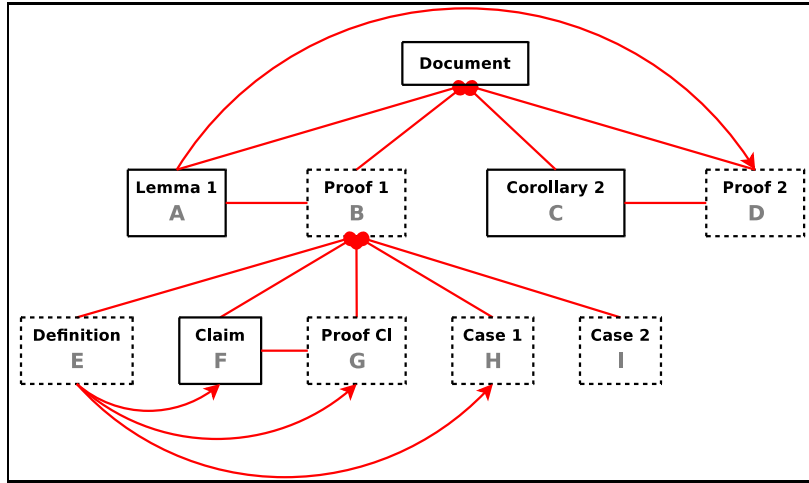 Document
Lemma 1
A
Proof 1
B
Corollary 2
C
Proof 2
D
Definition
E
Claim
F
Proof Cl
G
Case 1
H
Case 2
I